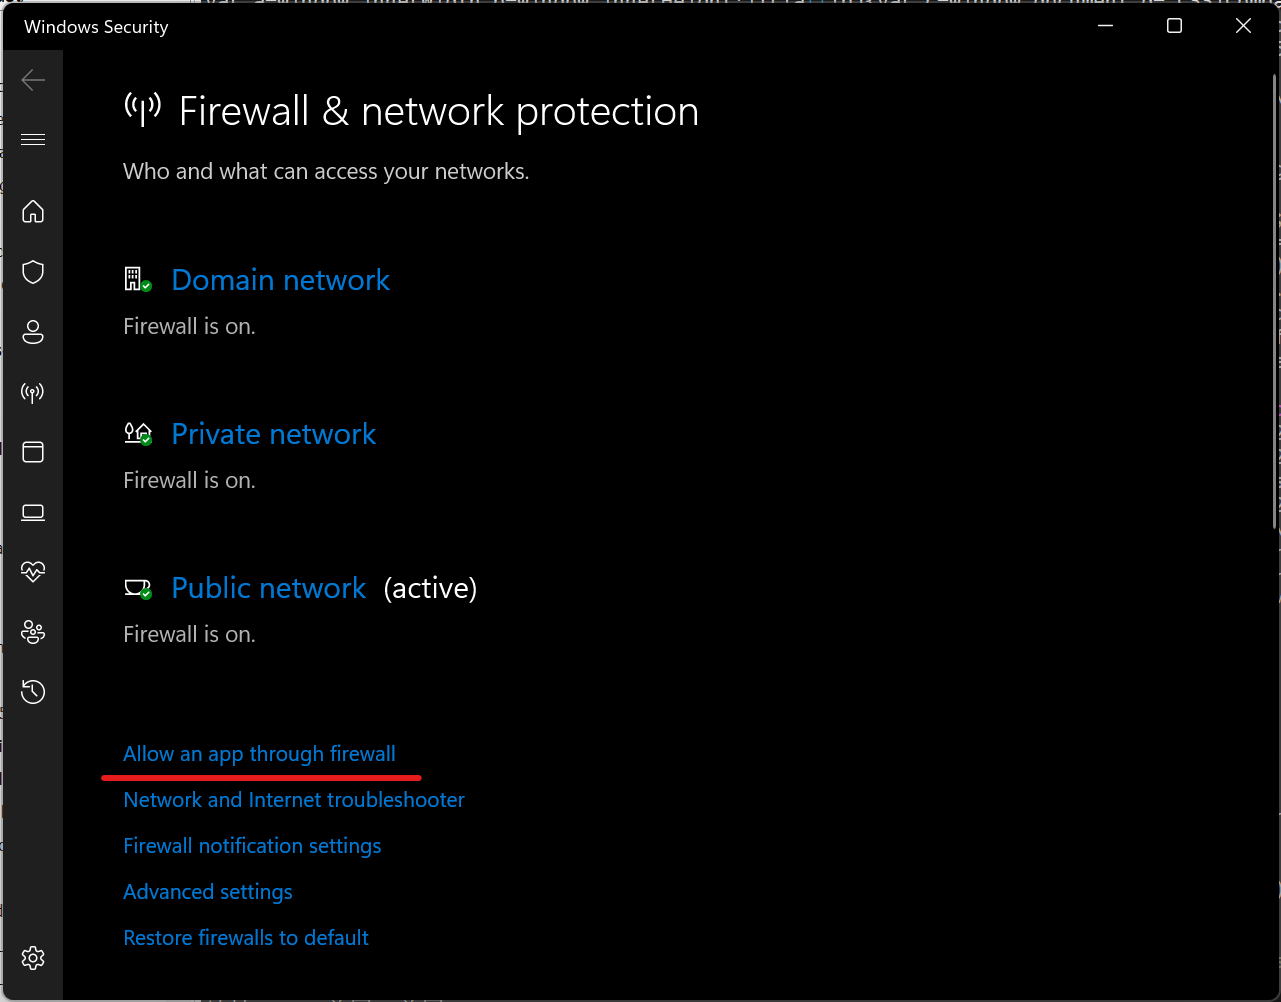 Windows Security
Firewall & network protection
Who and what can access your networks.
Domain network
Firewall is on.
Private network
Firewall is on.
Public network (active)
Firewall is on.
Allow an app through firewall
Network and Internet troubleshooter
Firewall notification settings
Advanced settings
Restore firewalls to default